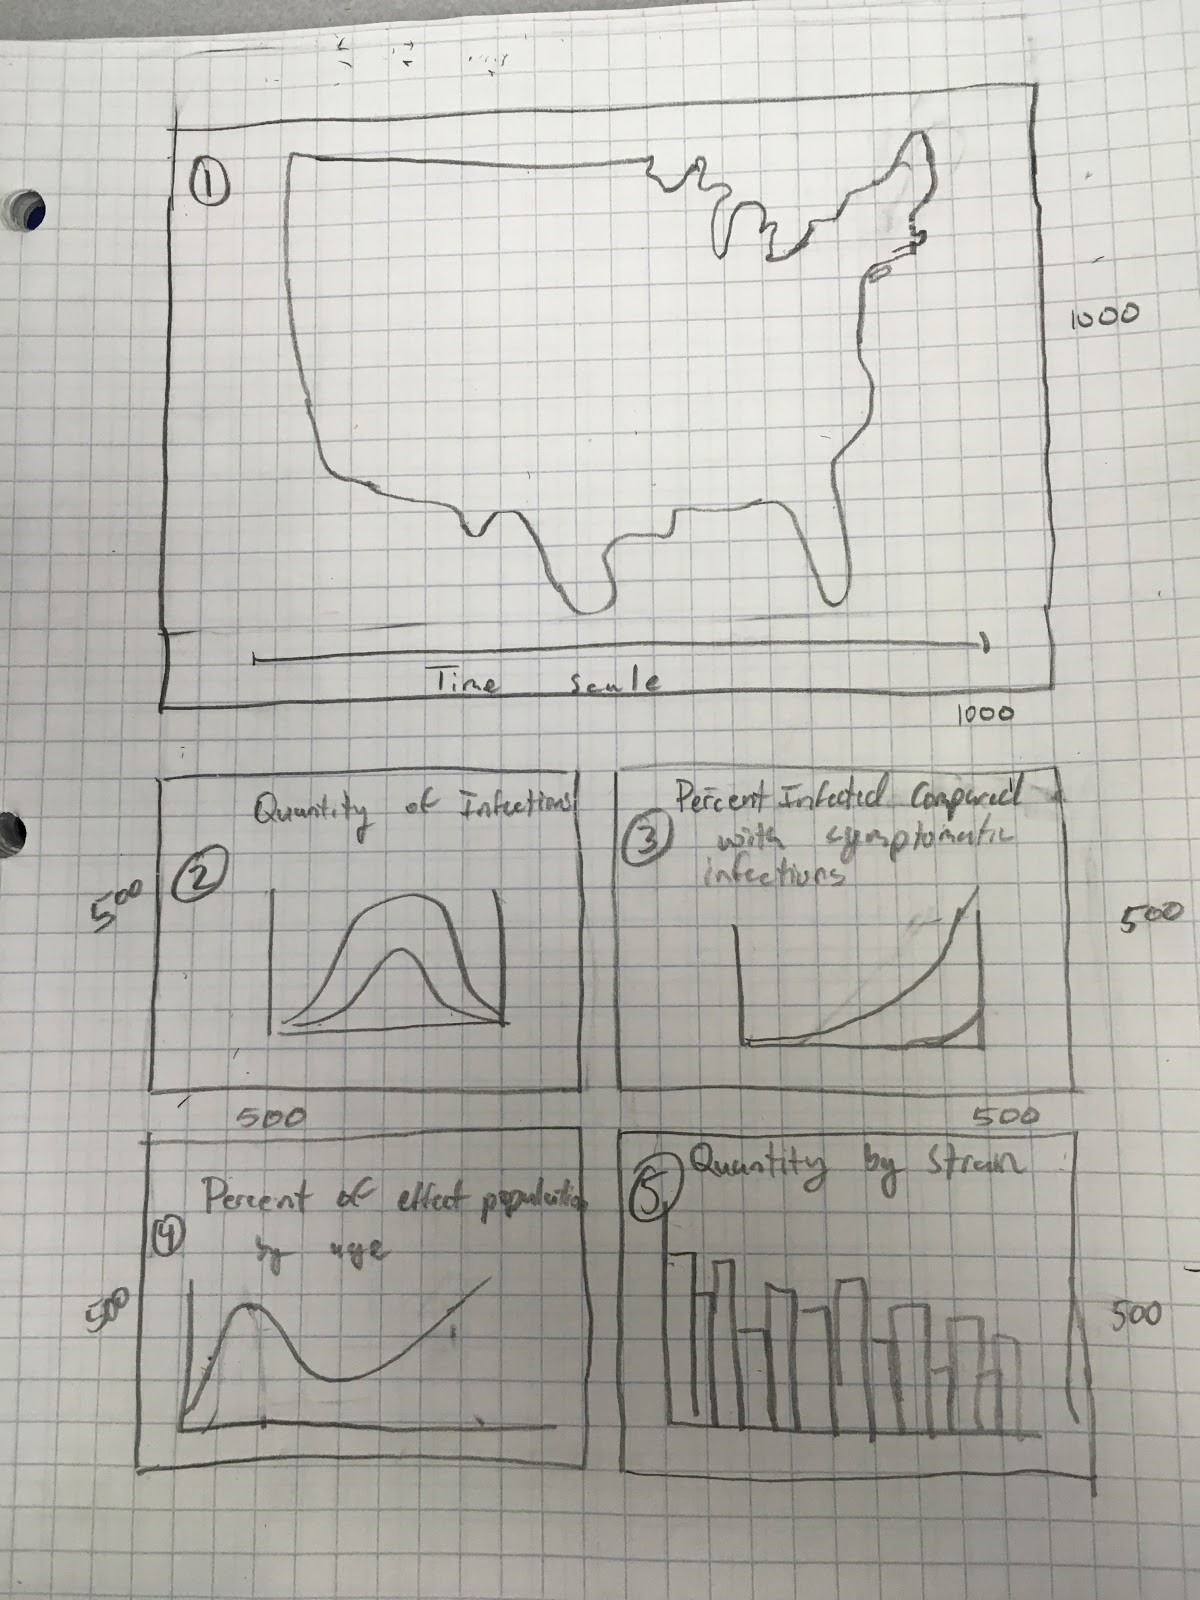 1
1000
Time scale
1000
Quantity of Infections
2
500
500
Percent Infected Compared
3 with symptomatic
infections
500
500
Percent of effect population
4 by age
500
5 Quantity by Strain
500